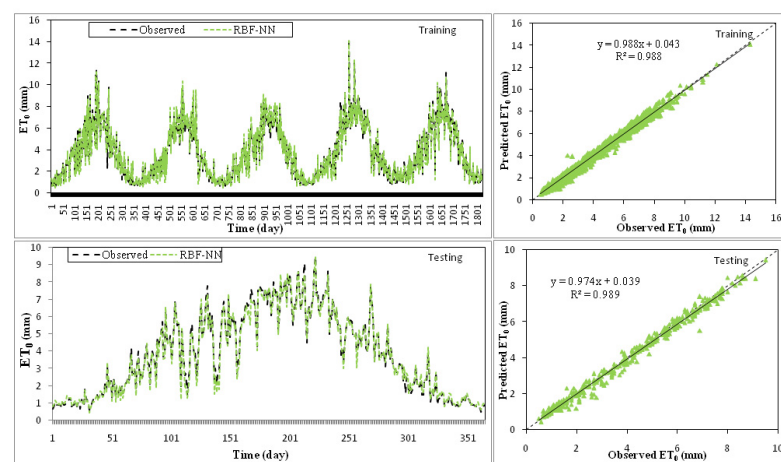 Observed RBF-NN Training
ET₀ (mm)
16
14
12
10
8
6
4
2
0
1 51 101 151 201 251 301 351 401 451 501 551 601 651 701 751 801 851 901 951 1001 1051 1101 1151 1201 1251 1301 1351 1401 1451 1501 1551 1601 1651 1701 1751 1801
Time (day)
Training
y = 0.988x + 0.043
R² = 0.988
Predicted ET₀ (mm)
16
14
12
10
8
6
4
2
0
0 2 4 6 8 10 12 14 16
Observed ET₀ (mm)
Observed RBF-NN Testing
ET₀ (mm)
10
9
8
7
6
5
4
3
2
1
0
1 51 101 151 201 251 301 351
Time (day)
Testing
y = 0.974x + 0.039
R² = 0.989
Predicted ET₀ (mm)
10
8
6
4
2
0
0 2 4 6 8 10
Observed ET₀ (mm)